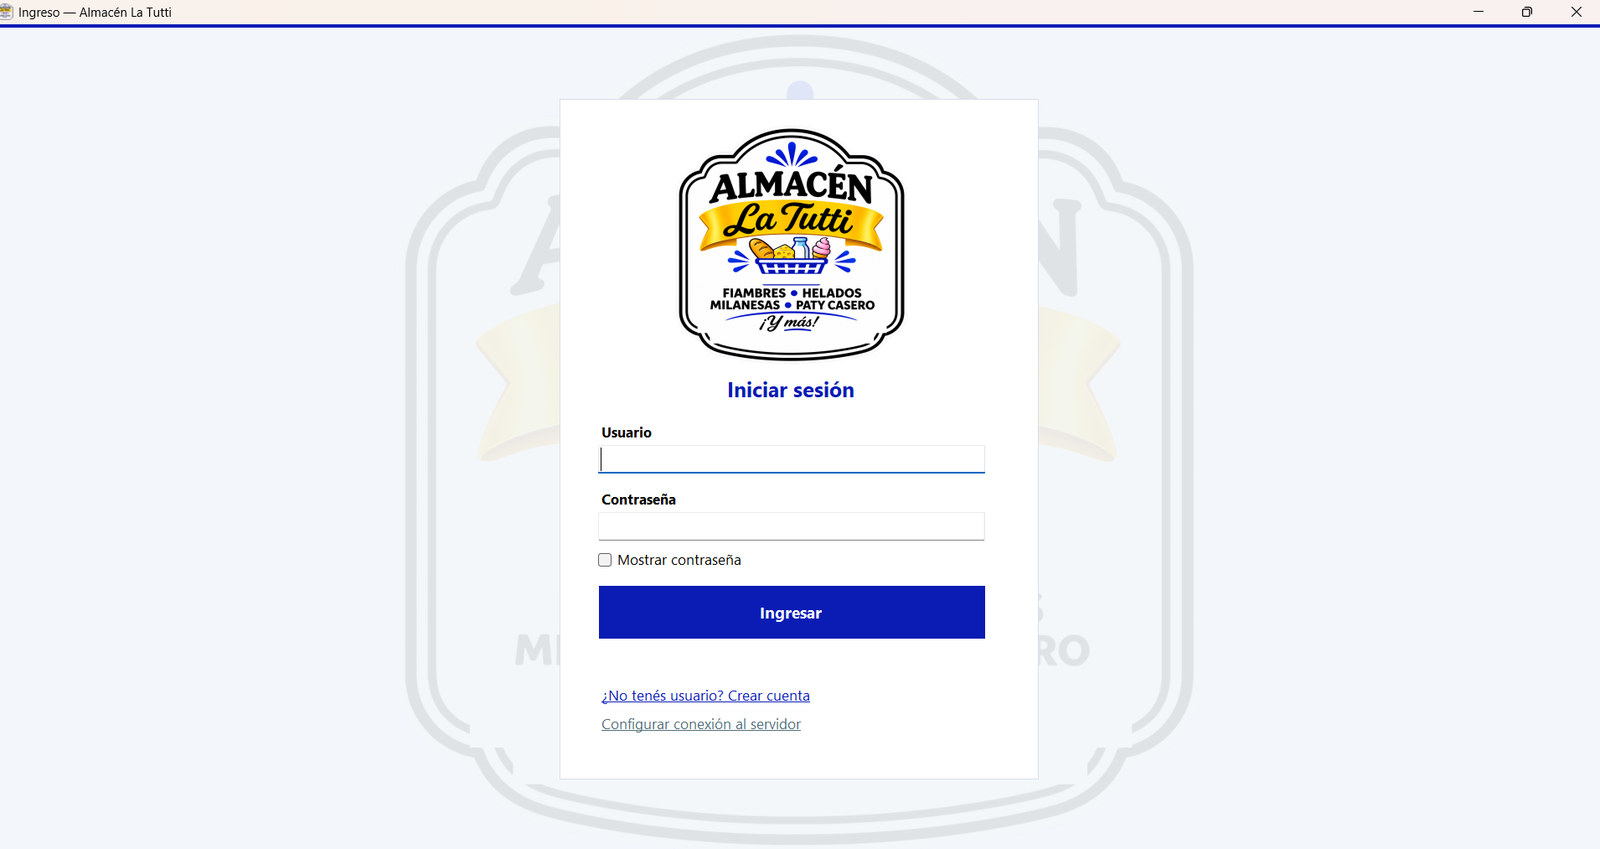 Ingreso — Almacén La Tutti
ALMACÉN
La Tutti
FIAMBRES • HELADOS
MILANESAS • PATY CASERO
¡Y más!
Iniciar sesión
Usuario
Contraseña
Mostrar contraseña
Ingresar
¿No tenés usuario? Crear cuenta
Configurar conexión al servidor